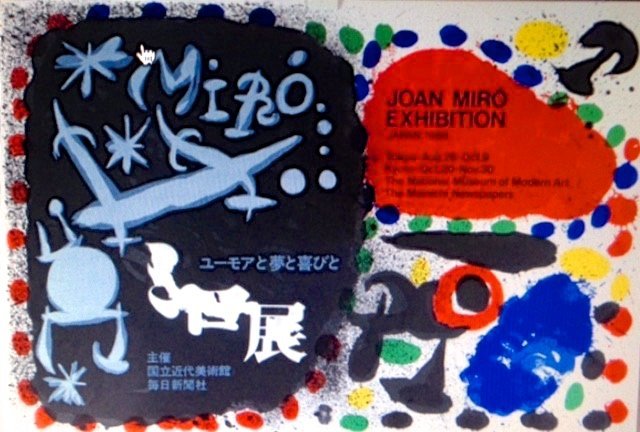 MIRÓ
ユーモアと夢と喜びと
ミロ展
主催
国立近代美術館
毎日新聞社
JOAN MIRÓ
EXHIBITION
JAPAN 1966
Tokyo·Aug.26-Oct.9
Kyoto·Oct.20-Nov.30
The National Museum of Modern Art
The Mainichi Newspapers